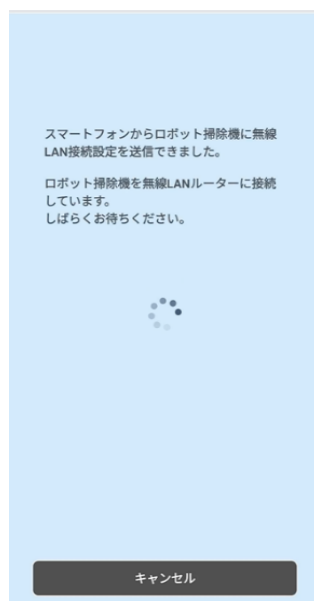 スマートフォンからロボット掃除機に無線
LAN接続設定を送信できました。
ロボット掃除機を無線LANルーターに接続
しています。
しばらくお待ちください。
キャンセル